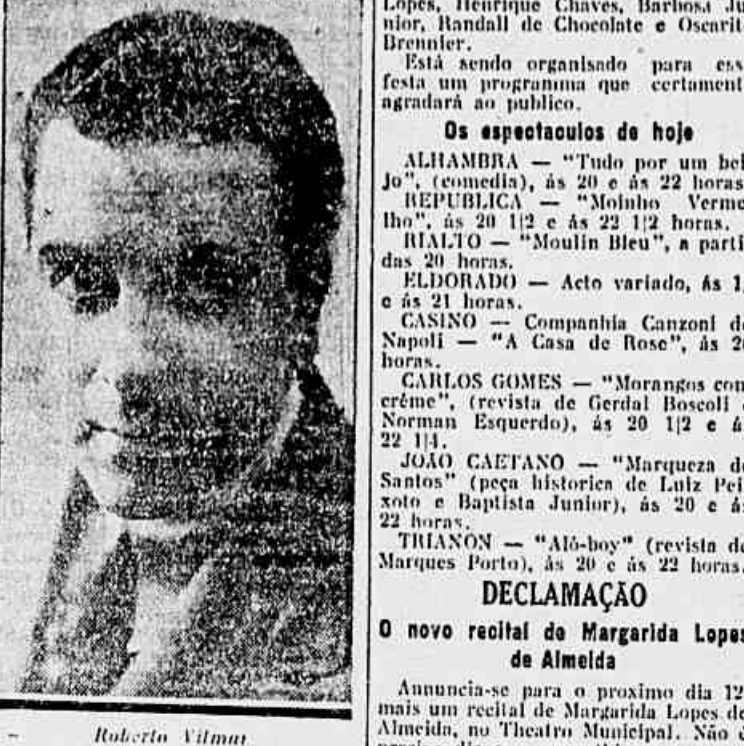 Roberto Vilmar
Lopes, Henrique Chaves, Barbosa Ju
nior, Randall de Chocolate e Oscarit
Brennier.
Está sendo organisado para ess
festa um programma que certament
agradará ao publico.
Os espectaculos de hoje
ALHAMBRA — "Tudo por um bei
jo", (comedia), ás 20 e ás 22 horas
REPUBLICA — "Moinho Verme
lho", ás 20 1|2 e ás 22 1|2 horas.
RIALTO — "Moulin Bleu", a parti
das 20 horas.
ELDORADO — Acto variado, ás 1
e ás 21 horas.
CASINO — Companhia Canzoni d
Napoli — "A Casa de Rose", ás 20
horas.
CARLOS GOMES — "Morangos com
créme", (revista de Gerdal Boscoli
Norman Esquerdo), ás 20 1|2 e á
22 1|4.
JOÃO CAETANO — "Marqueza de
Santos" (peça historica de Luiz Pei
xoto e Baptista Junior), ás 20 e ás
22 horas.
TRIANON — "Aló-boy" (revista de
Marques Porto), ás 20 e ás 22 horas.
DECLAMAÇÃO
O novo recital de Margarida Lopes
de Almeida
Annuncia-se para o proximo dia 12
mais um recital de Margarida Lopes de
Almeida, no Theatro Municipal. Não é